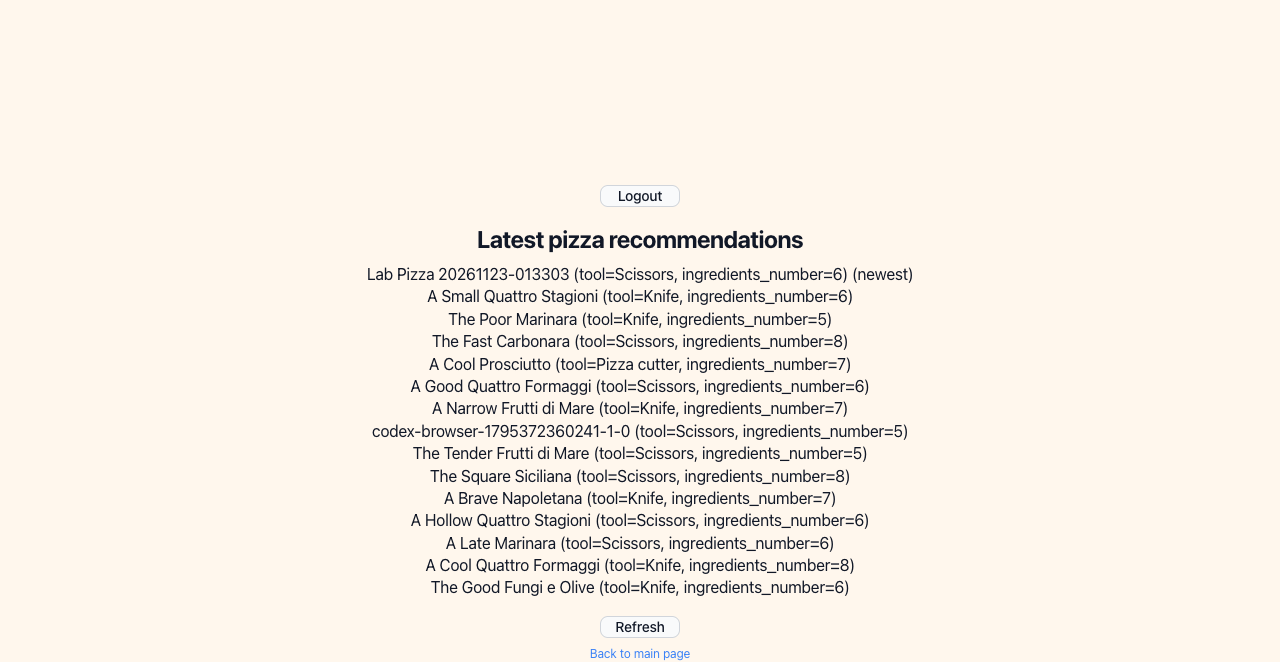 Logout
Latest pizza recommendations
Lab Pizza 20261123-013303 (tool=Scissors, ingredients_number=6) (newest)
A Small Quattro Stagioni (tool=Knife, ingredients_number=6)
The Poor Marinara (tool=Knife, ingredients_number=5)
The Fast Carbonara (tool=Scissors, ingredients_number=8)
A Cool Prosciutto (tool=Pizza cutter, ingredients_number=7)
A Good Quattro Formaggi (tool=Scissors, ingredients_number=6)
A Narrow Frutti di Mare (tool=Knife, ingredients_number=7)
codex-browser-1795372360241-1-0 (tool=Scissors, ingredients_number=5)
The Tender Frutti di Mare (tool=Scissors, ingredients_number=5)
The Square Siciliana (tool=Scissors, ingredients_number=8)
A Brave Napoletana (tool=Knife, ingredients_number=7)
A Hollow Quattro Stagioni (tool=Scissors, ingredients_number=6)
A Late Marinara (tool=Scissors, ingredients_number=6)
A Cool Quattro Formaggi (tool=Knife, ingredients_number=8)
The Good Fungi e Olive (tool=Knife, ingredients_number=6)
Refresh
Back to main page